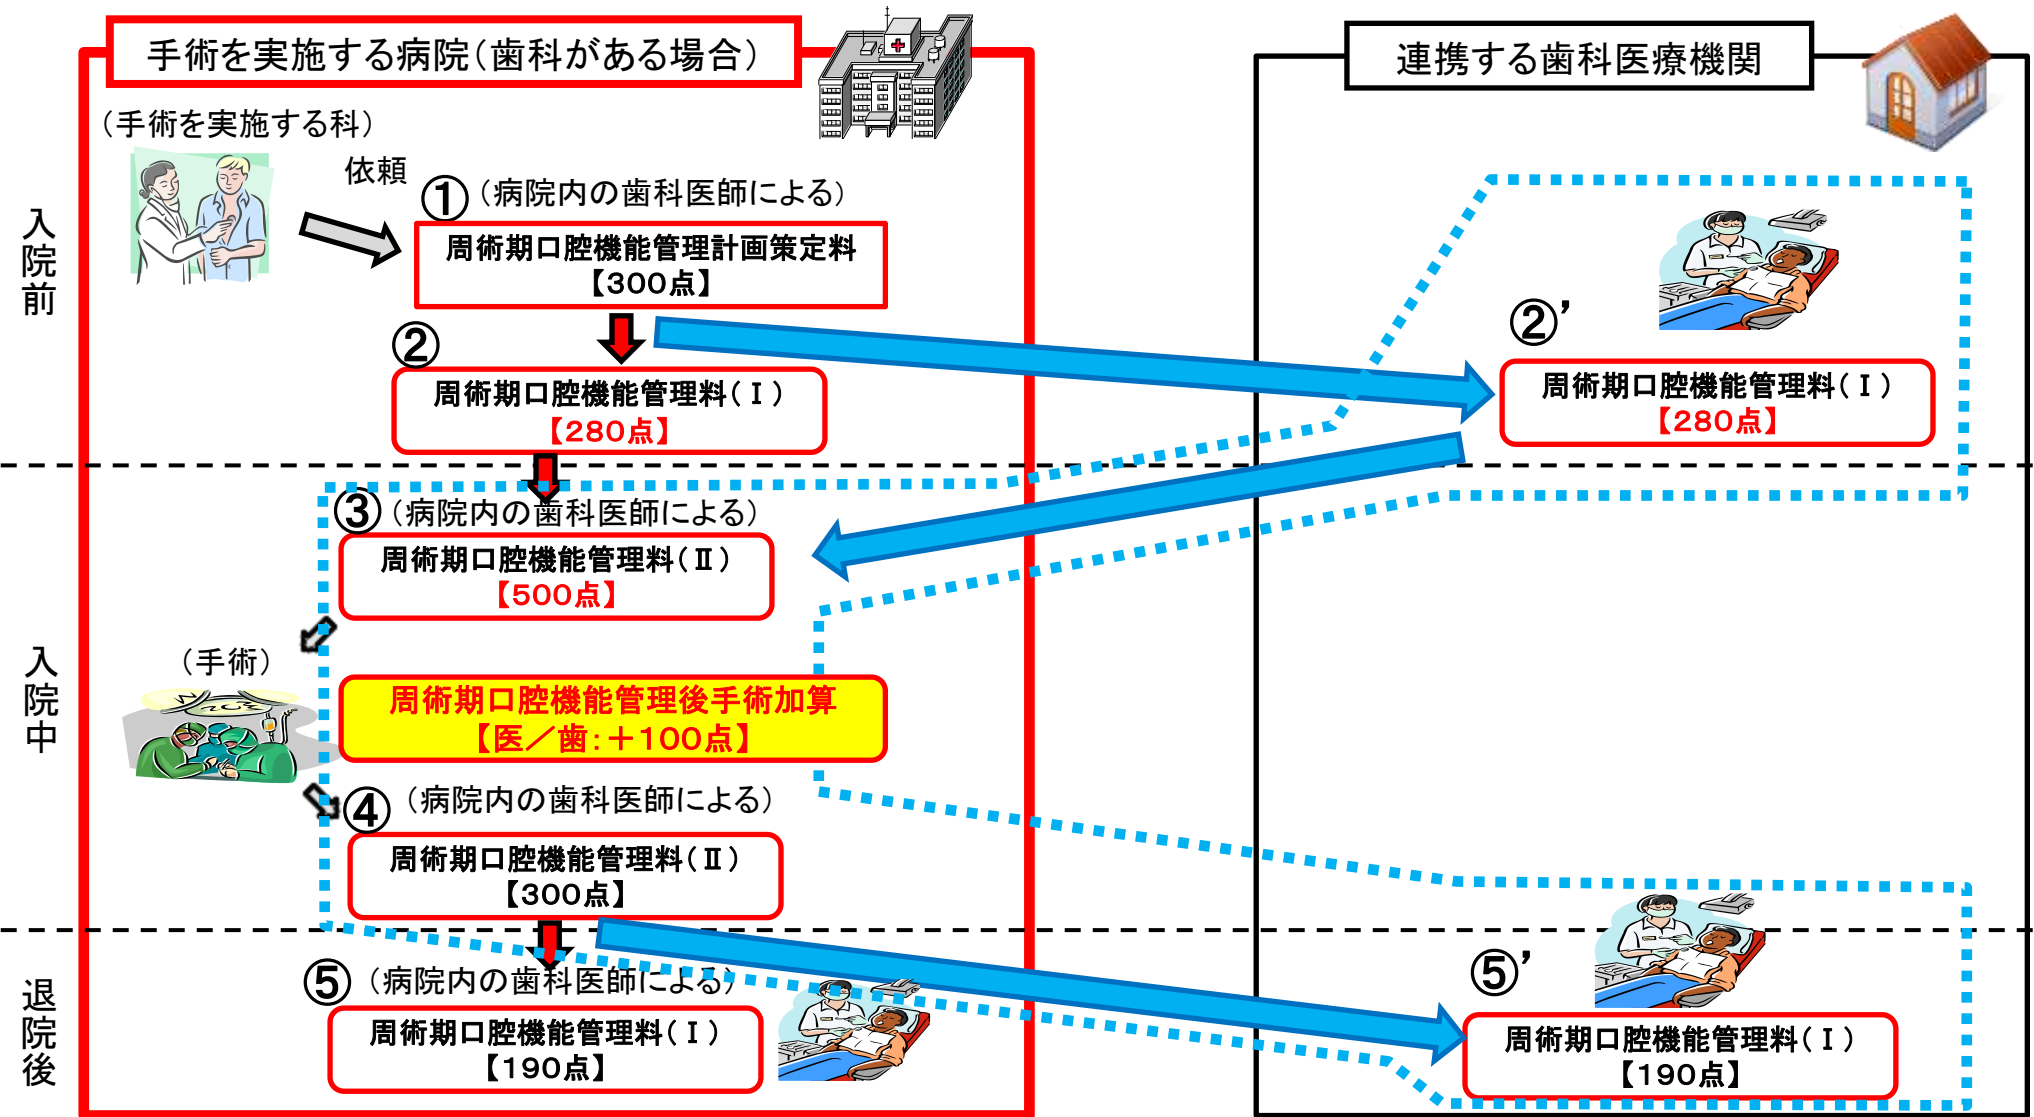 手術を実施する病院(歯科がある場合)
連携する歯科医療機関
(手術を実施する科)
依頼
入院前
① (病院内の歯科医師による)
周術期口腔機能管理計画策定料
【300点】
②
周術期口腔機能管理料(Ⅰ)
【280点】
②’
周術期口腔機能管理料(Ⅰ)
【280点】
入院中
③ (病院内の歯科医師による)
周術期口腔機能管理料(Ⅱ)
【500点】
(手術)
周術期口腔機能管理後手術加算
【医／歯:＋100点】
④ (病院内の歯科医師による)
周術期口腔機能管理料(Ⅱ)
【300点】
退院後
⑤ (病院内の歯科医師による)
周術期口腔機能管理料(Ⅰ)
【190点】
⑤’
周術期口腔機能管理料(Ⅰ)
【190点】